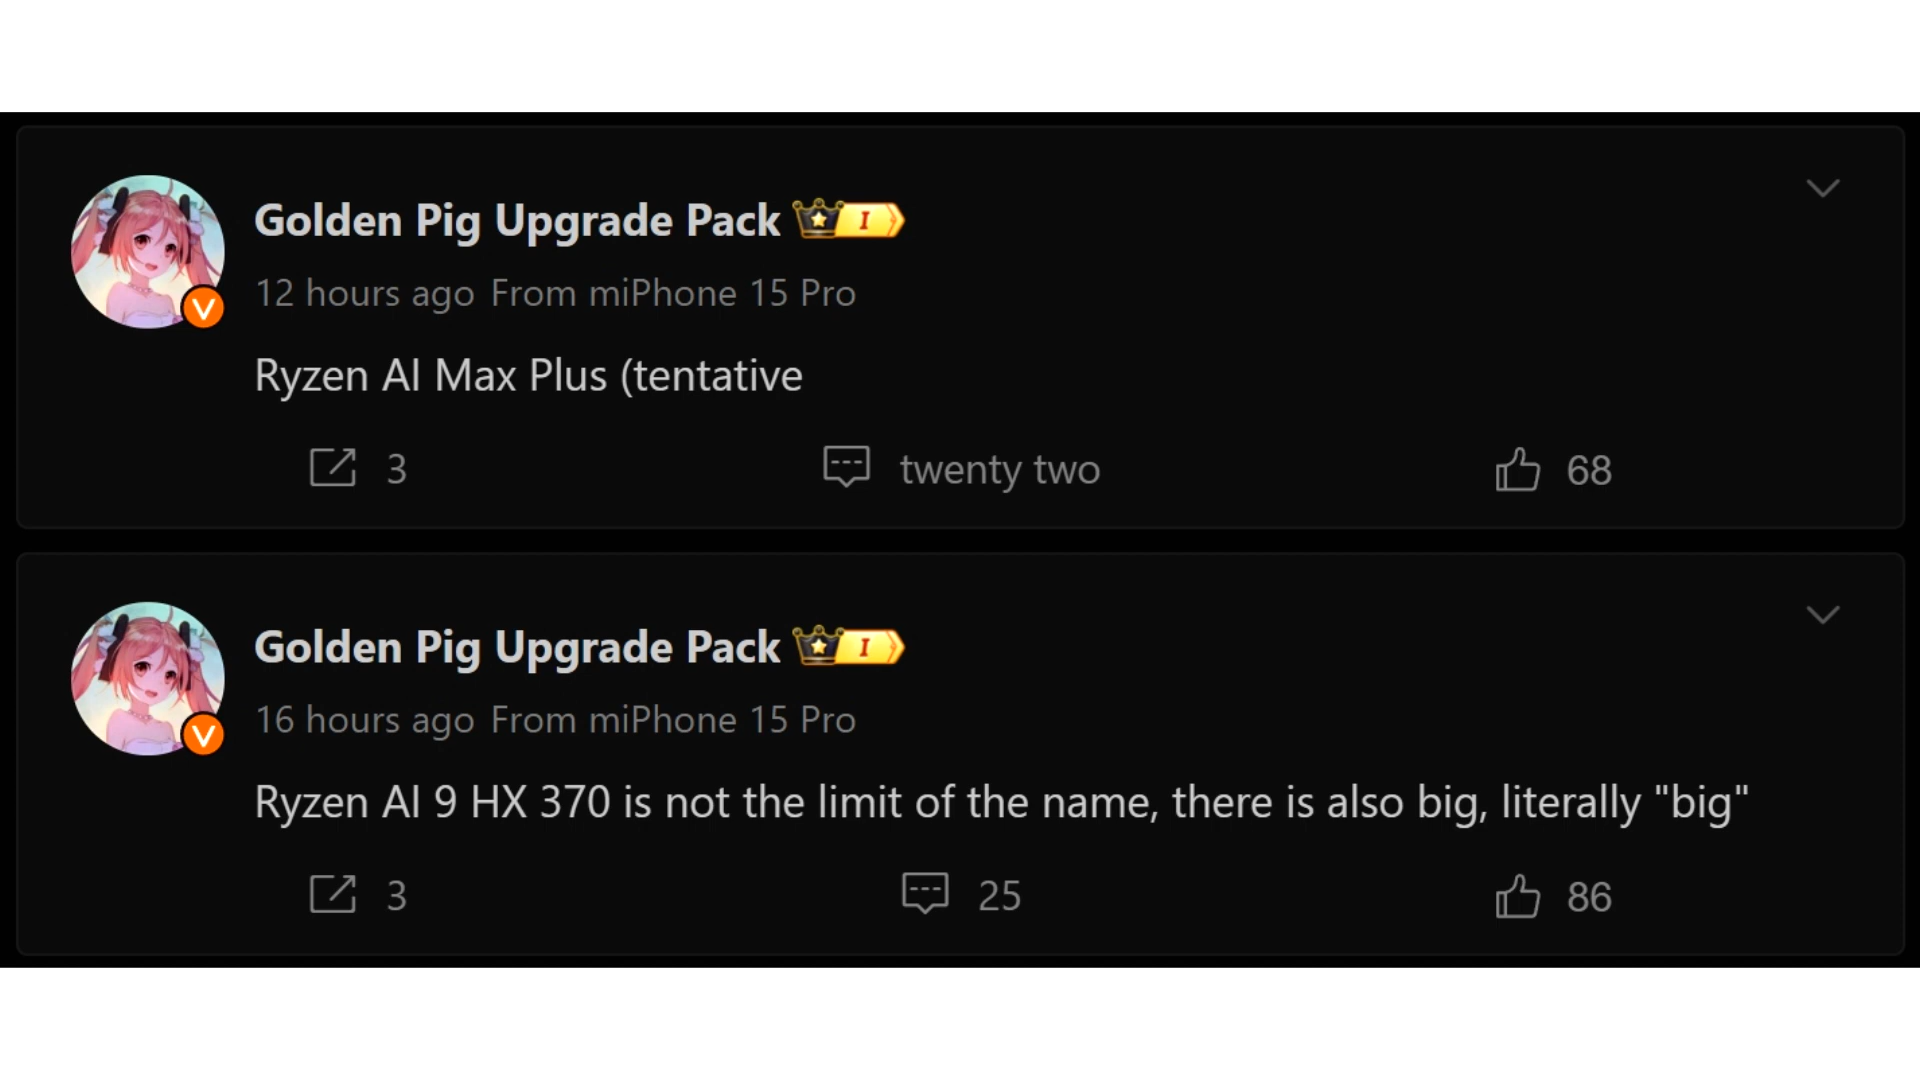 Golden Pig Upgrade Pack I
12 hours ago From miPhone 15 Pro
Ryzen AI Max Plus (tentative
3 twenty two 68
Golden Pig Upgrade Pack I
16 hours ago From miPhone 15 Pro
Ryzen AI 9 HX 370 is not the limit of the name, there is also big, literally "big"
3 25 86